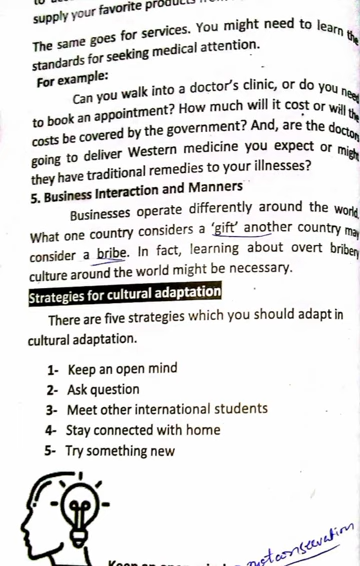 supply your favorite products from
The same goes for services. You might need to learn the
standards for seeking medical attention.
For example:
Can you walk into a doctor's clinic, or do you need
to book an appointment? How much will it cost or will the
costs be covered by the government? And, are the doctors
going to deliver Western medicine you expect or might
they have traditional remedies to your illnesses?
5. Business Interaction and Manners
Businesses operate differently around the world.
What one country considers a 'gift' another country may
consider a bribe. In fact, learning about overt bribery
culture around the world might be necessary.
Strategies for cultural adaptation
There are five strategies which you should adapt in
cultural adaptation.
1- Keep an open mind
2- Ask question
3- Meet other international students
4- Stay connected with home
5- Try something new